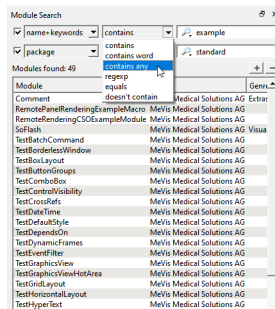 Module Search
name+keywords contains example
package standard
contains
contains word
contains any
regexp
equals
doesn't contain
Modules found: 49 + −
Module Genr
Comment MeVis Medical Solutions AG Extras
RemotePanelRenderingExampleMacro MeVis Medical Solutions AG
RemoteRenderingCSOExampleModule MeVis Medical Solutions AG
SoFlash MeVis Medical Solutions AG Visua
TestBatchCommand MeVis Medical Solutions AG
TestBorderlessWindow MeVis Medical Solutions AG
TestBoxLayout MeVis Medical Solutions AG
TestButtonGroups MeVis Medical Solutions AG
TestComboBox MeVis Medical Solutions AG
TestControlVisibility MeVis Medical Solutions AG
TestCrossRefs MeVis Medical Solutions AG
TestDateTime MeVis Medical Solutions AG
TestDefaultStyle MeVis Medical Solutions AG
TestDependsOn MeVis Medical Solutions AG
TestDynamicFrames MeVis Medical Solutions AG
TestEventFilter MeVis Medical Solutions AG
TestGraphicsView MeVis Medical Solutions AG
TestGraphicsViewHotArea MeVis Medical Solutions AG
TestGridLayout MeVis Medical Solutions AG
TestHorizontalLayout MeVis Medical Solutions AG
TestHyperText MeVis Medical Solutions AG